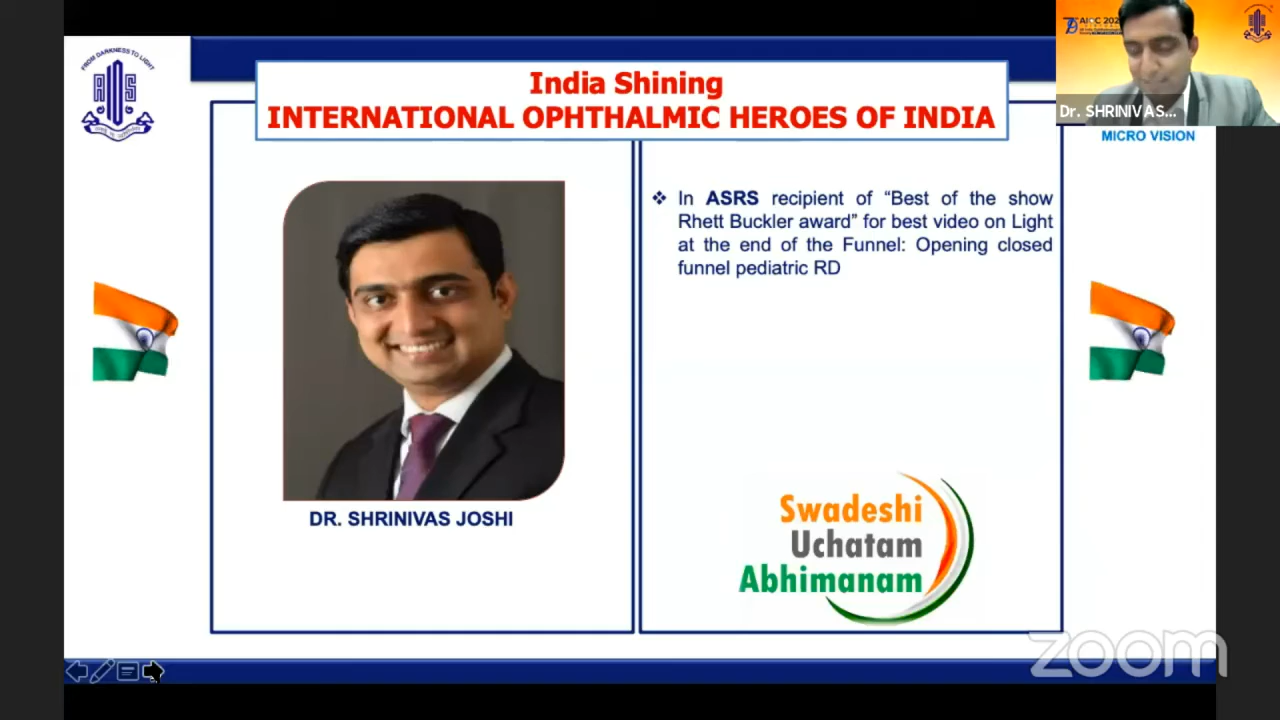 FROM DARKNESS TO LIGHT
India Shining
INTERNATIONAL OPHTHALMIC HEROES OF INDIA
Dr. SHRINIVAS...
MICRO VISION
❖ In ASRS recipient of “Best of the show
Rhett Buckler award” for best video on Light
at the end of the Funnel: Opening closed
funnel pediatric RD
DR. SHRINIVAS JOSHI
Swadeshi
Uchatam
Abhimanam
zoom